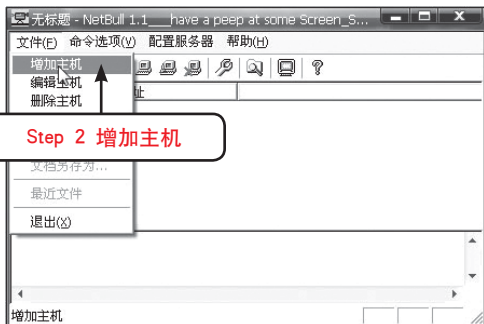 无标题 - NetBull 1.1___have a peep at some Screen_S...
文件(F) 命令选项(V) 配置服务器 帮助(H)
增加主机
编辑主机
删除主机
址
Step 2 增加主机
文档另存为...
最近文件
退出(X)
增加主机